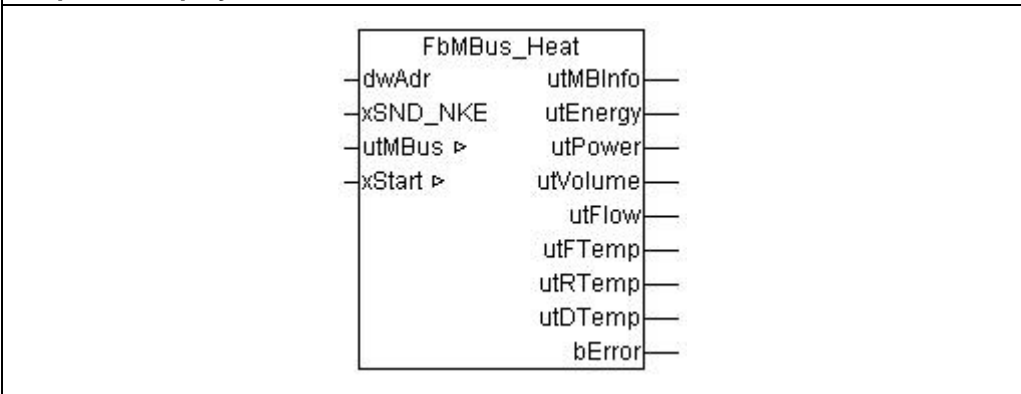 FbMBus_Heat
dwAdr utMBInfo
xSND_NKE utEnergy
utMBus ▹ utPower
xStart ▹ utVolume
utFlow
utFTemp
utRTemp
utDTemp
bError